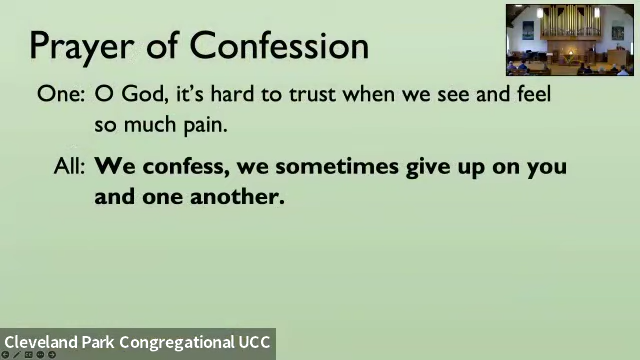 Prayer of Confession
One: O God, it’s hard to trust when we see and feel
so much pain.
All: We confess, we sometimes give up on you
and one another.
Cleveland Park Congregational UCC